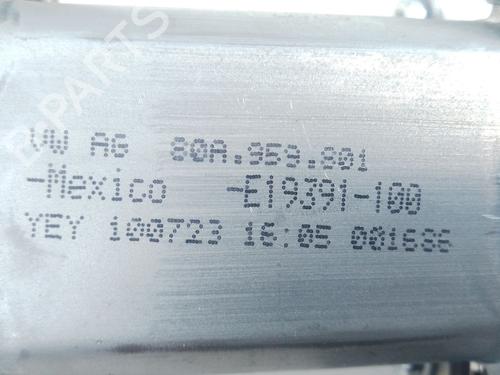 B-PARTS
VW AG 80A.959.801
-Mexico -E19391-100
YEY 100723 16:05 001686